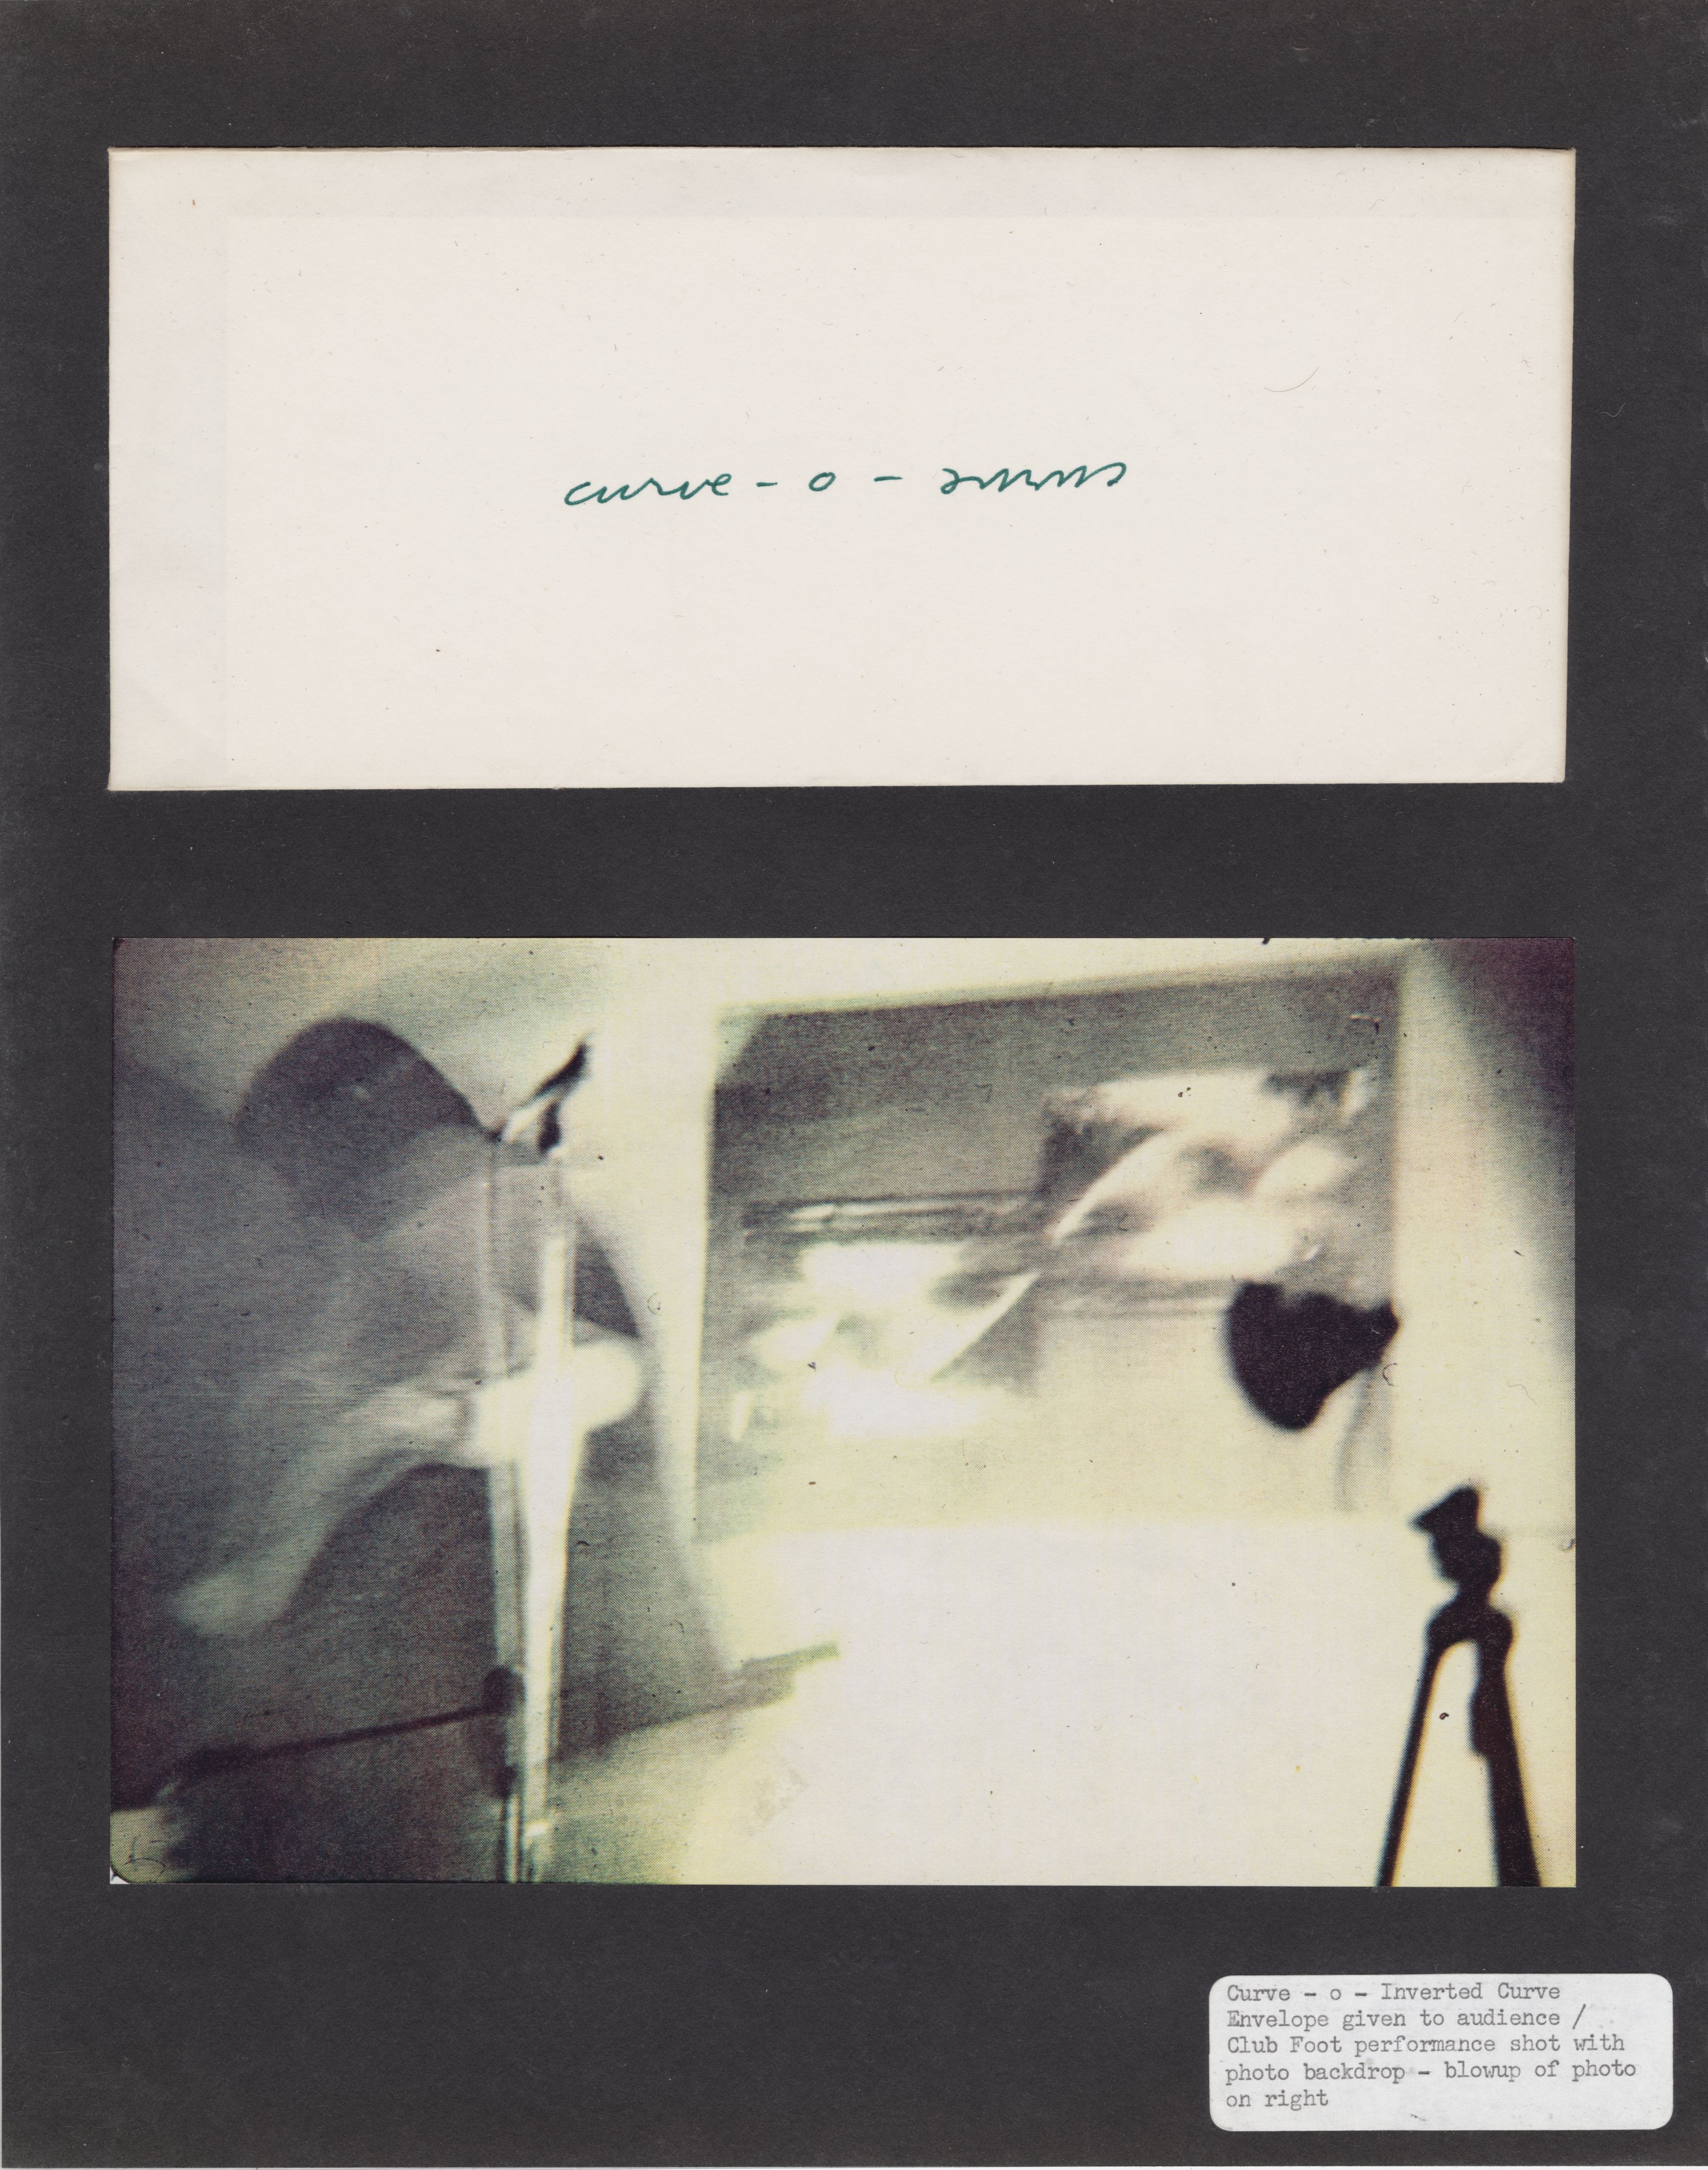 curve - o -
Curve - o - Inverted Curve
Envelope given to audience /
Club Foot performance shot with
photo backdrop - blowup of photo
on right